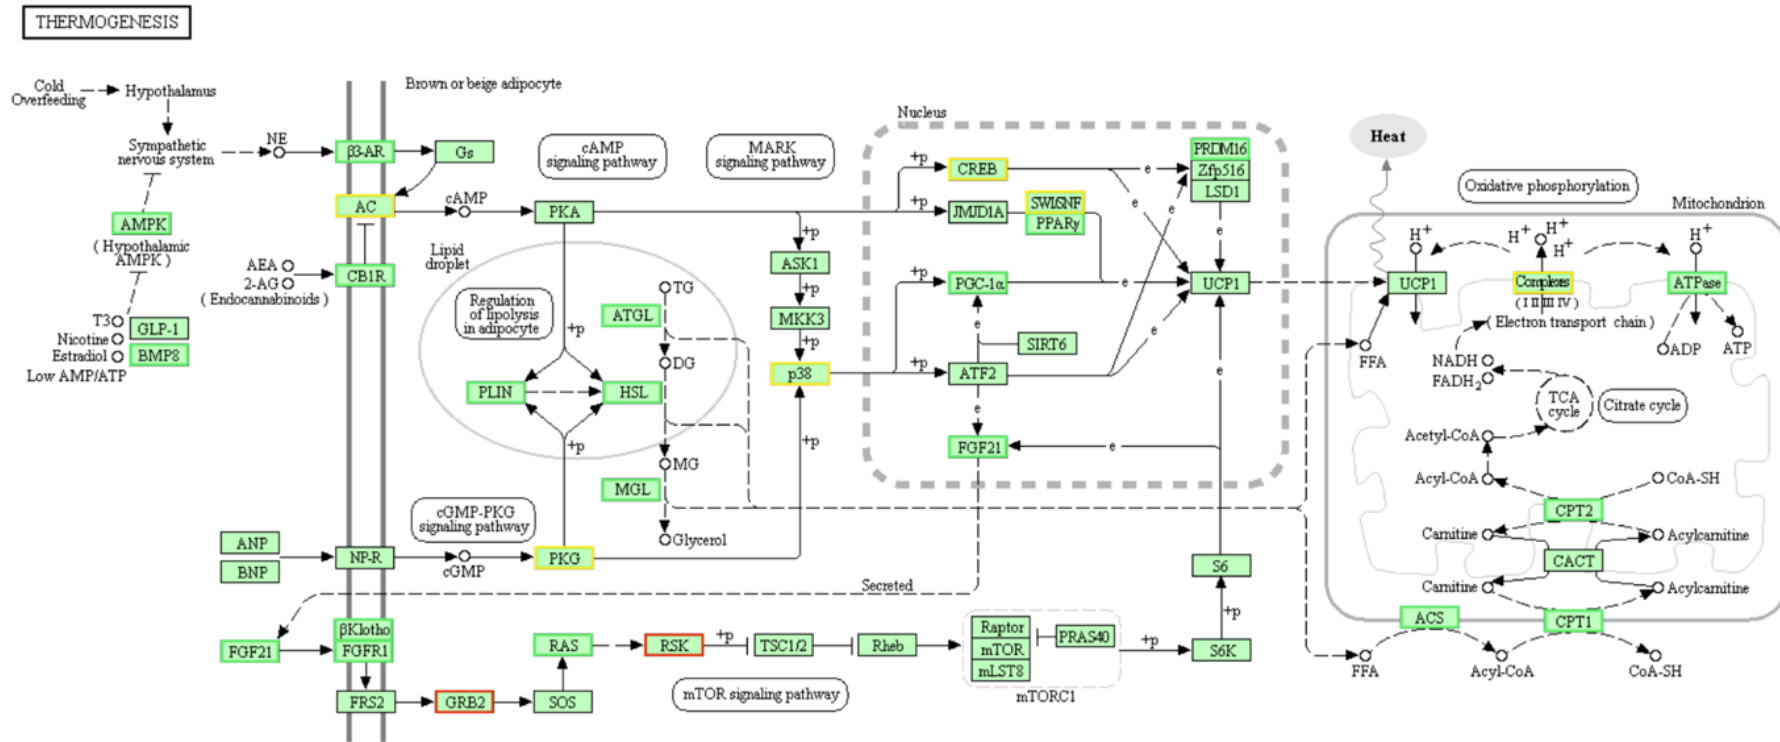 THERMOGENESIS
Brown or beige adipocyte
Cold
Overfeeding
Hypothalamus
Sympathetic
nervous system
NE
β3-AR
Gs
AC
cAMP
PKA
cAMP
signaling pathway
MARK
signaling pathway
AMPK
( Hypothalamic
AMPK )
AEA
2-AG
( Endocannabinoids )
CB1R
T3
Nicotine
Estradiol
Low AMP/ATP
GLP-1
BMP8
Lipid
droplet
Regulation
of lipolysis
in adipocyte
ATGL
TG
DG
MG
Glycerol
PLIN
HSL
MGL
+p
+p
cGMP-PKG
signaling pathway
ANP
BNP
NP-R
cGMP
PKG
+p
ASK1
+p
MKK3
+p
p38
+p
Nucleus
+p
CREB
+p
JMJD1A
SWI/SNF
PPARγ
+p
PGC-1α
SIRT6
+p
ATF2
FGF21
e
e
e
e
e
e
e
e
e
e
e
PRDM16
Zfp516
LSD1
UCP1
Secreted
FGF21
βKlotho
FGFR1
FRS2
GRB2
SOS
RAS
RSK
+p
TSC1/2
Rheb
Raptor
mTOR
mLST8
PRAS40
mTORC1
mTOR signaling pathway
+p
S6K
+p
S6
Heat
Oxidative phosphorylation
Mitochondrion
H+
H+
H+
H+
H+
UCP1
Complexes
( I II III IV )
( Electron transport chain )
ATPase
ADP
ATP
FFA
NADH
FADH2
TCA
cycle
Citrate cycle
Acetyl-CoA
Acyl-CoA
CoA-SH
CPT2
Carnitine
Acylcarnitine
CACT
Carnitine
Acylcarnitine
ACS
CPT1
FFA
Acyl-CoA
CoA-SH